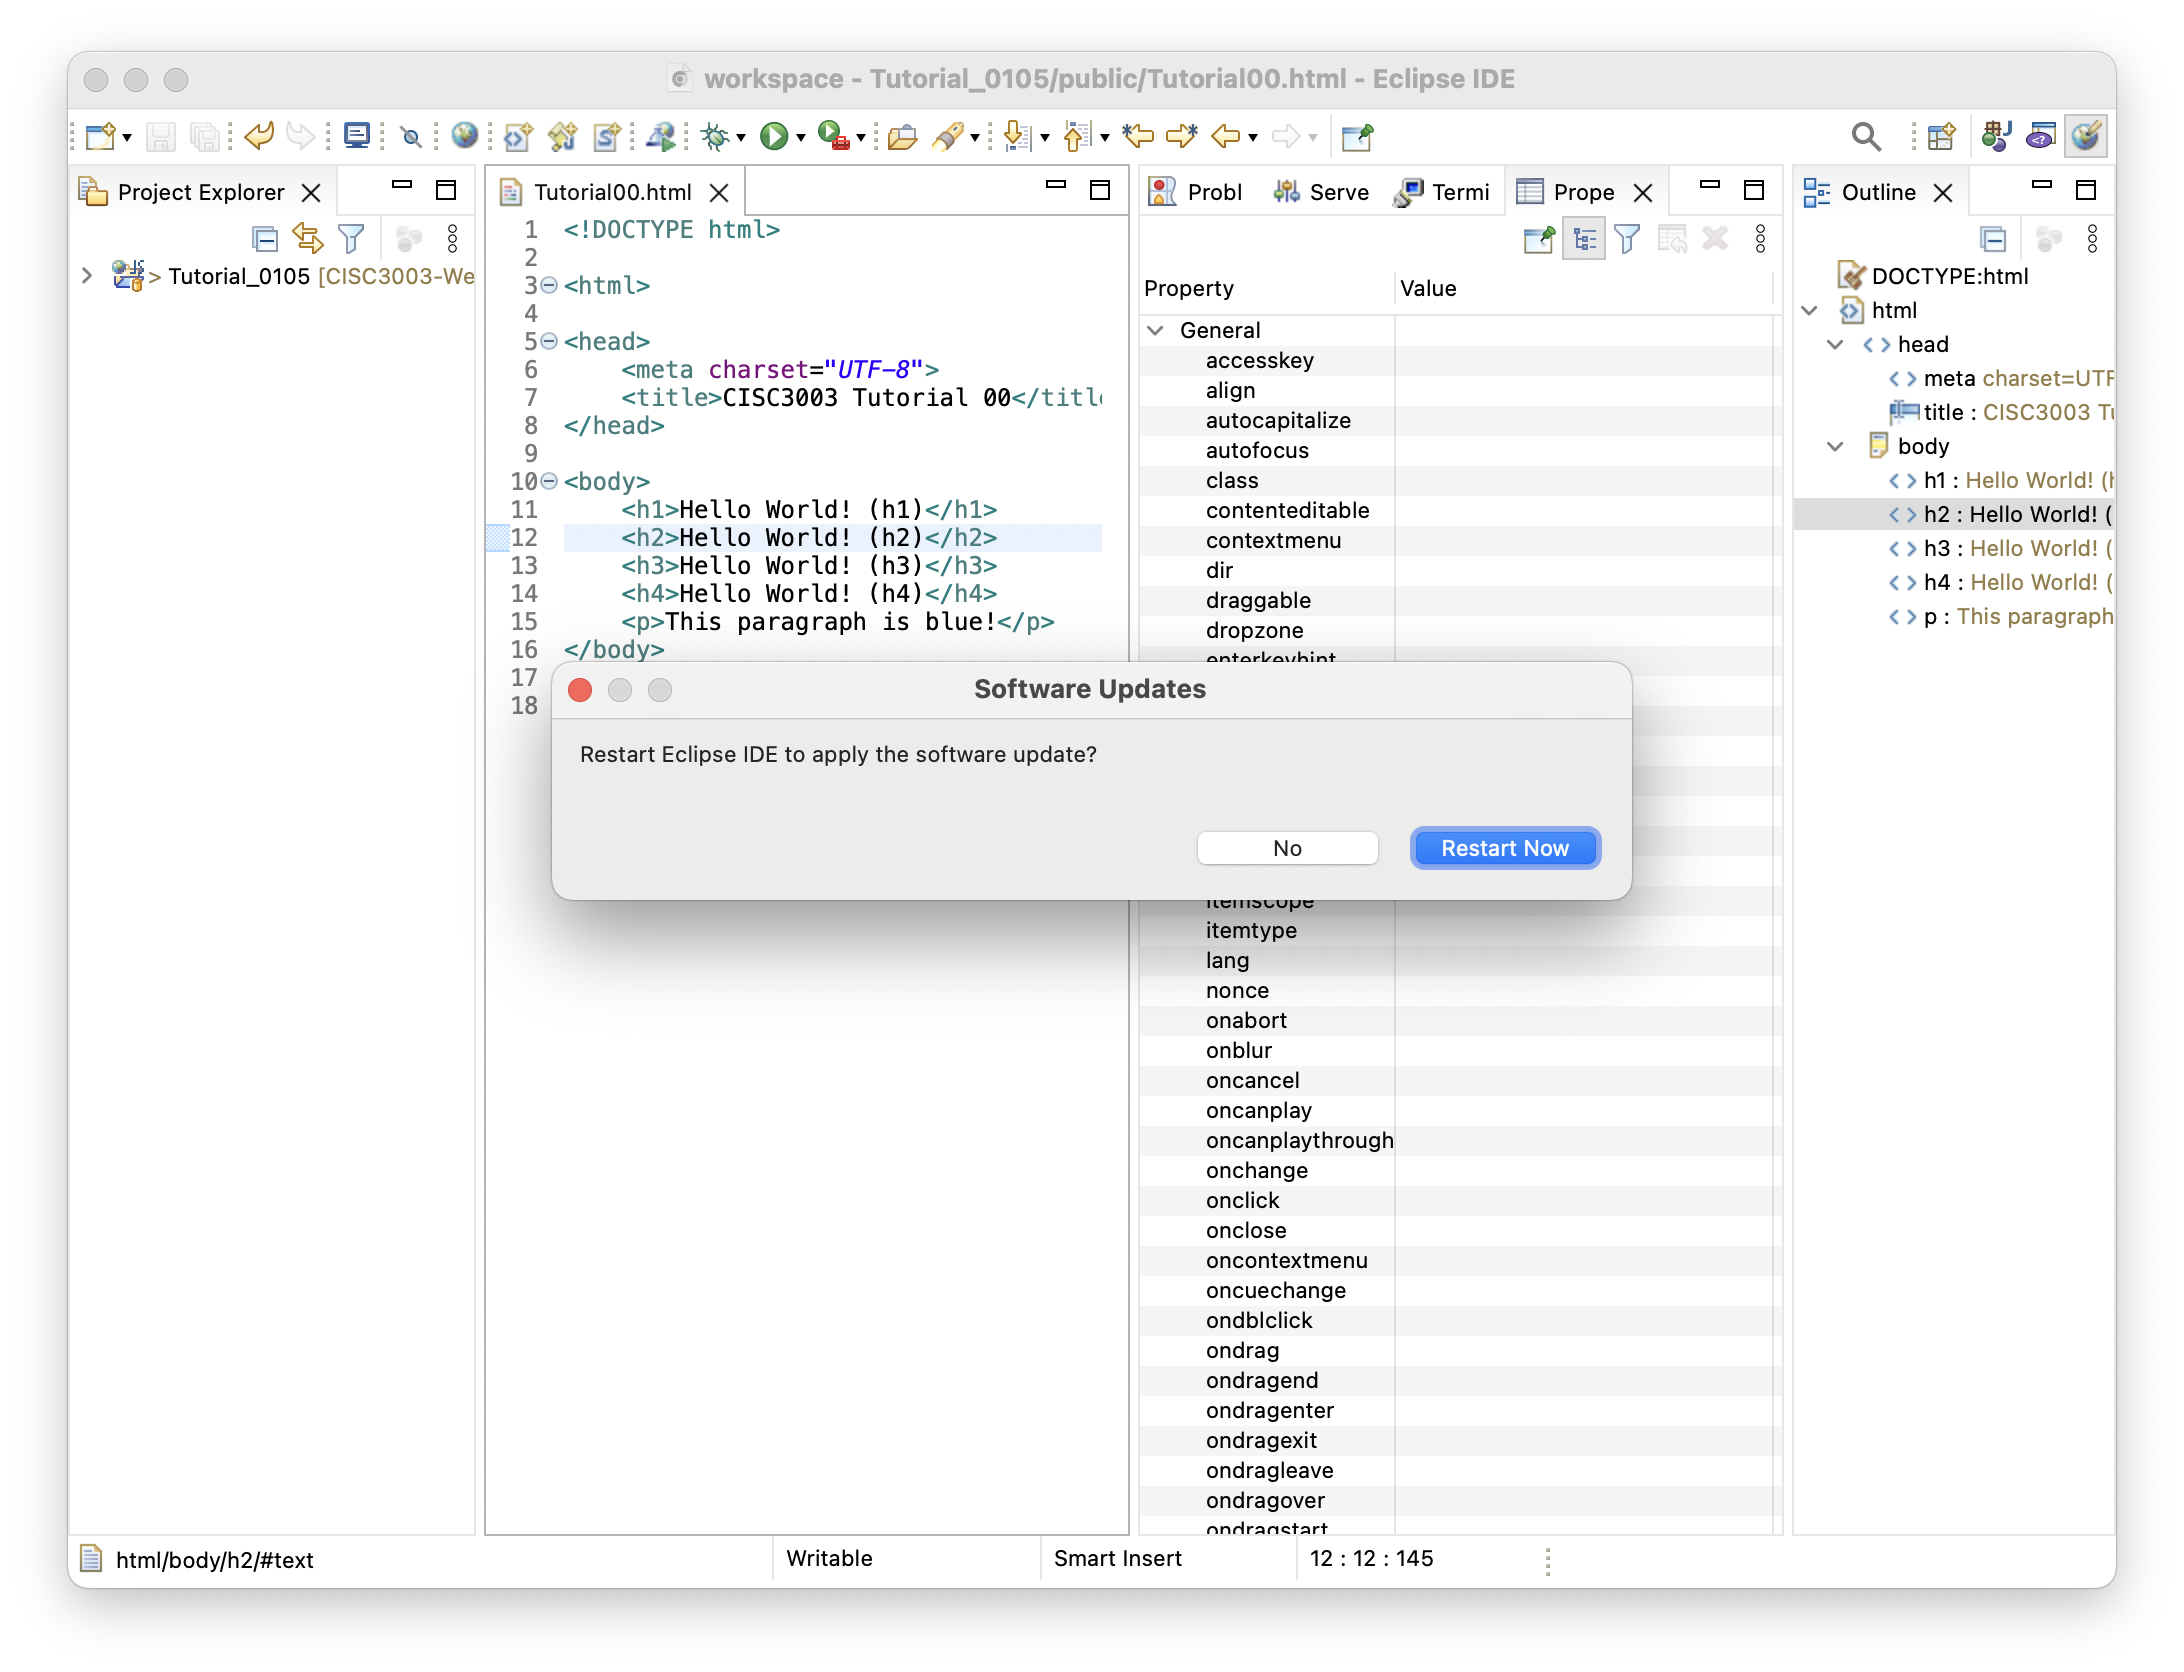 workspace - Tutorial_0105/public/Tutorial00.html - Eclipse IDE
Project Explorer
> Tutorial_0105 [CISC3003-We
Tutorial00.html
1 <!DOCTYPE html>
2
3 <html>
4
5 <head>
6 <meta charset="UTF-8">
7 <title>CISC3003 Tutorial 00</titl
8 </head>
9
10 <body>
11 <h1>Hello World! (h1)</h1>
12 <h2>Hello World! (h2)</h2>
13 <h3>Hello World! (h3)</h3>
14 <h4>Hello World! (h4)</h4>
15 <p>This paragraph is blue!</p>
16 </body>
17
18
Probl Serve Termi Prope
Property Value
General
accesskey
align
autocapitalize
autofocus
class
contenteditable
contextmenu
dir
draggable
dropzone
enterkeyhint
Software Updates
Restart Eclipse IDE to apply the software update?
No Restart Now
itemscope
itemtype
lang
nonce
onabort
onblur
oncancel
oncanplay
oncanplaythrough
onchange
onclick
onclose
oncontextmenu
oncuechange
ondblclick
ondrag
ondragend
ondragenter
ondragexit
ondragleave
ondragover
ondragstart
Outline
DOCTYPE:html
html
head
meta charset=UTF
title : CISC3003 Tu
body
h1 : Hello World! (h
h2 : Hello World! (
h3 : Hello World! (
h4 : Hello World! (
p : This paragraph
html/body/h2/#text Writable Smart Insert 12 : 12 : 145